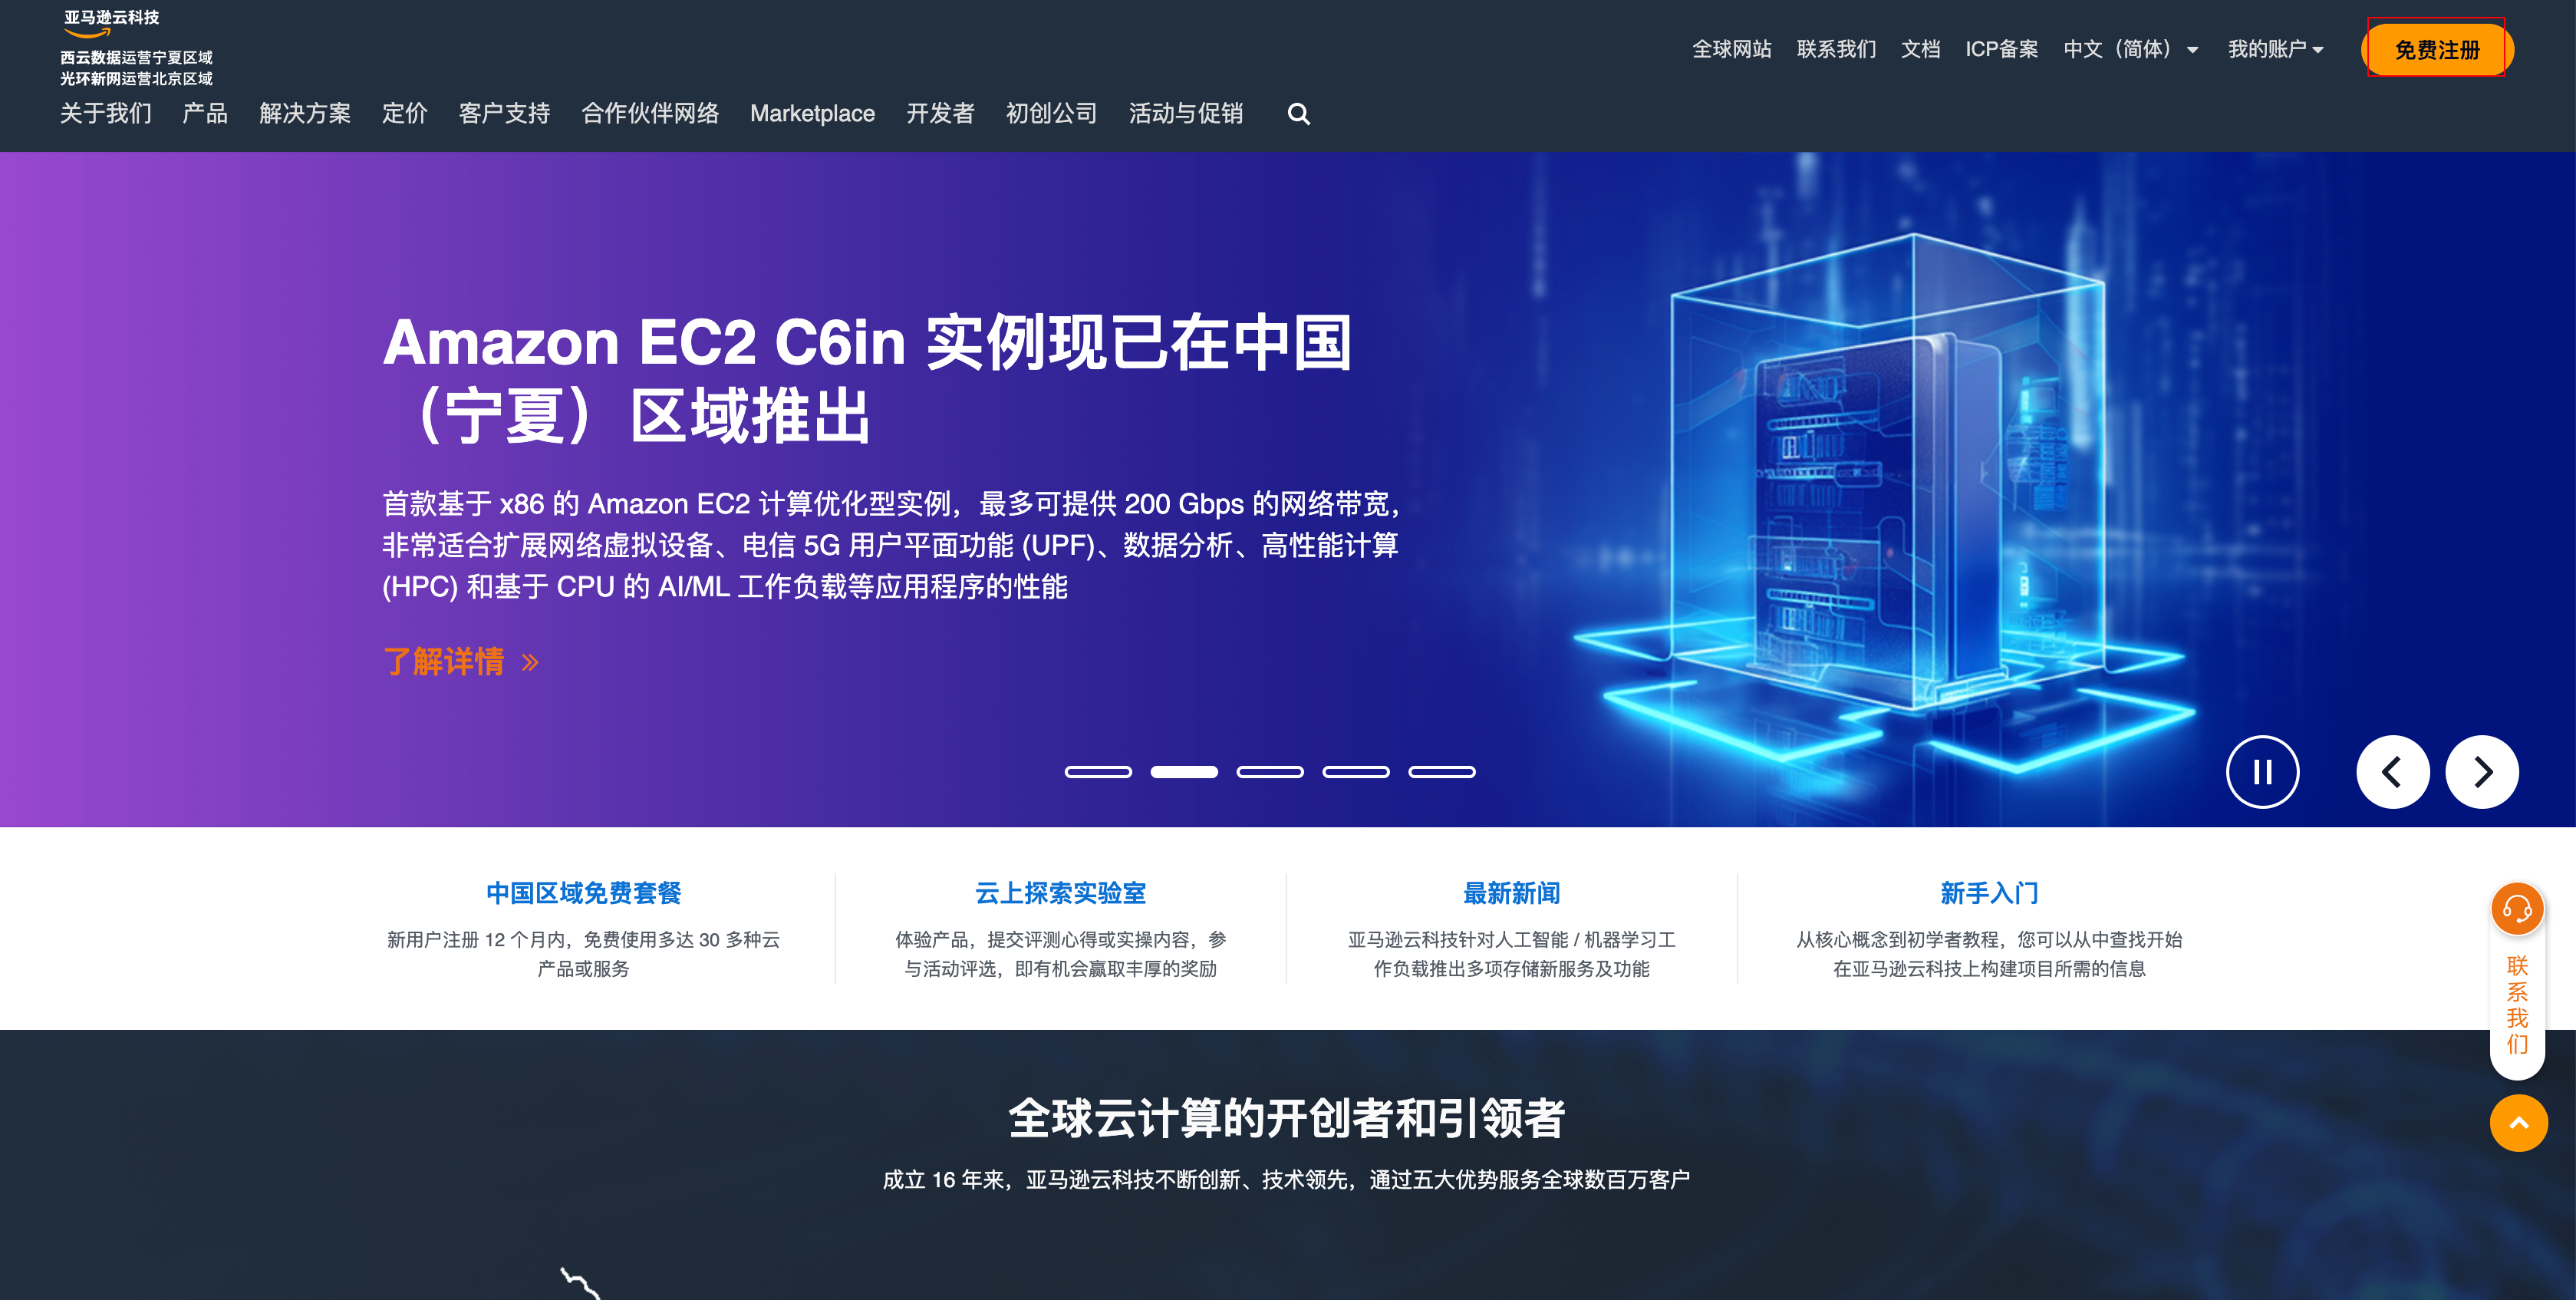 亚马逊云科技
西云数据运营宁夏区域
光环新网运营北京区域
全球网站 联系我们 文档 ICP备案 中文（简体） 我的账户 免费注册
关于我们 产品 解决方案 定价 客户支持 合作伙伴网络 Marketplace 开发者 初创公司 活动与促销
Amazon EC2 C6in 实例现已在中国
（宁夏）区域推出
首款基于 x86 的 Amazon EC2 计算优化型实例，最多可提供 200 Gbps 的网络带宽，
非常适合扩展网络虚拟设备、电信 5G 用户平面功能 (UPF)、数据分析、高性能计算
(HPC) 和基于 CPU 的 AI/ML 工作负载等应用程序的性能
了解详情
中国区域免费套餐
新用户注册 12 个月内，免费使用多达 30 多种云
产品或服务
云上探索实验室
体验产品，提交评测心得或实操内容，参
与活动评选，即有机会赢取丰厚的奖励
最新新闻
亚马逊云科技针对人工智能 / 机器学习工
作负载推出多项存储新服务及功能
新手入门
从核心概念到初学者教程，您可以从中查找开始
在亚马逊云科技上构建项目所需的信息
联系我们
全球云计算的开创者和引领者
成立 16 年来，亚马逊云科技不断创新、技术领先，通过五大优势服务全球数百万客户